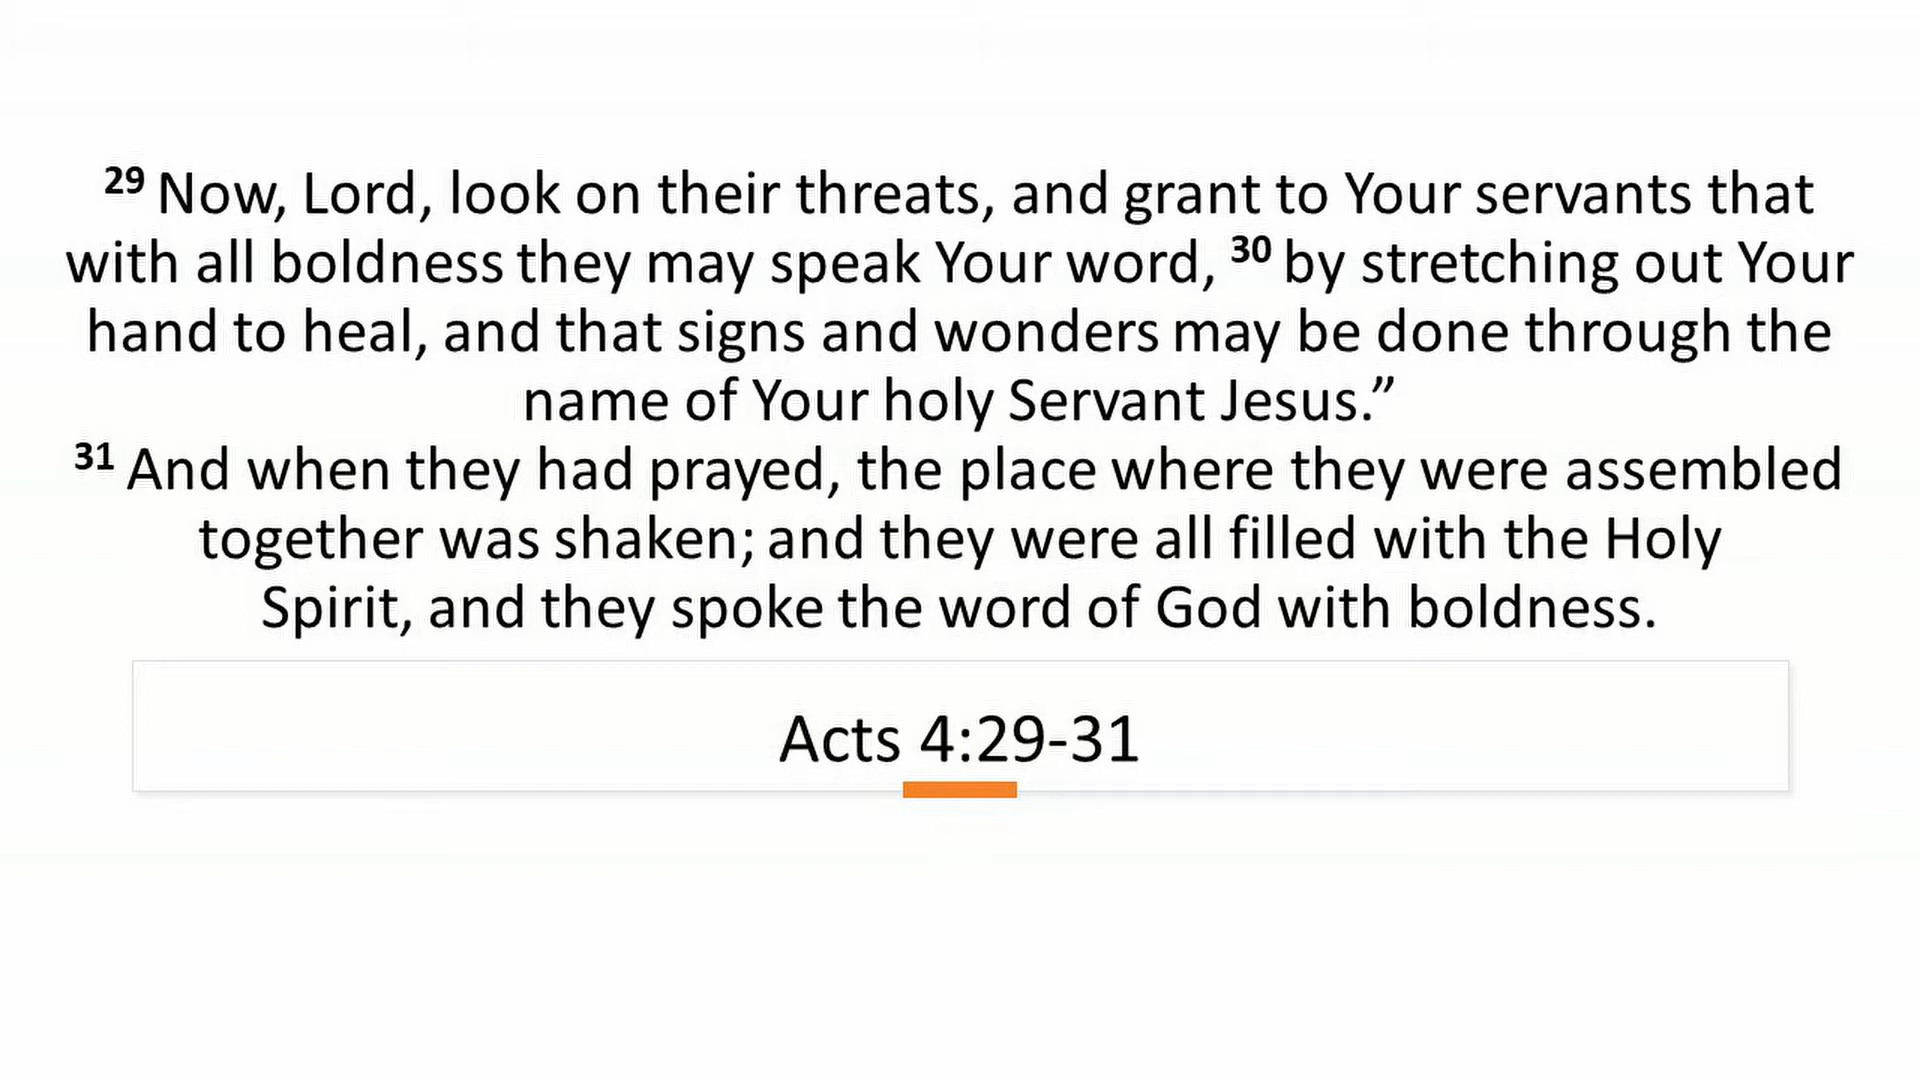 29 Now, Lord, look on their threats, and grant to Your servants that
with all boldness they may speak Your word, 30 by stretching out Your
hand to heal, and that signs and wonders may be done through the
name of Your holy Servant Jesus.”
31 And when they had prayed, the place where they were assembled
together was shaken; and they were all filled with the Holy
Spirit, and they spoke the word of God with boldness.
Acts 4:29-31